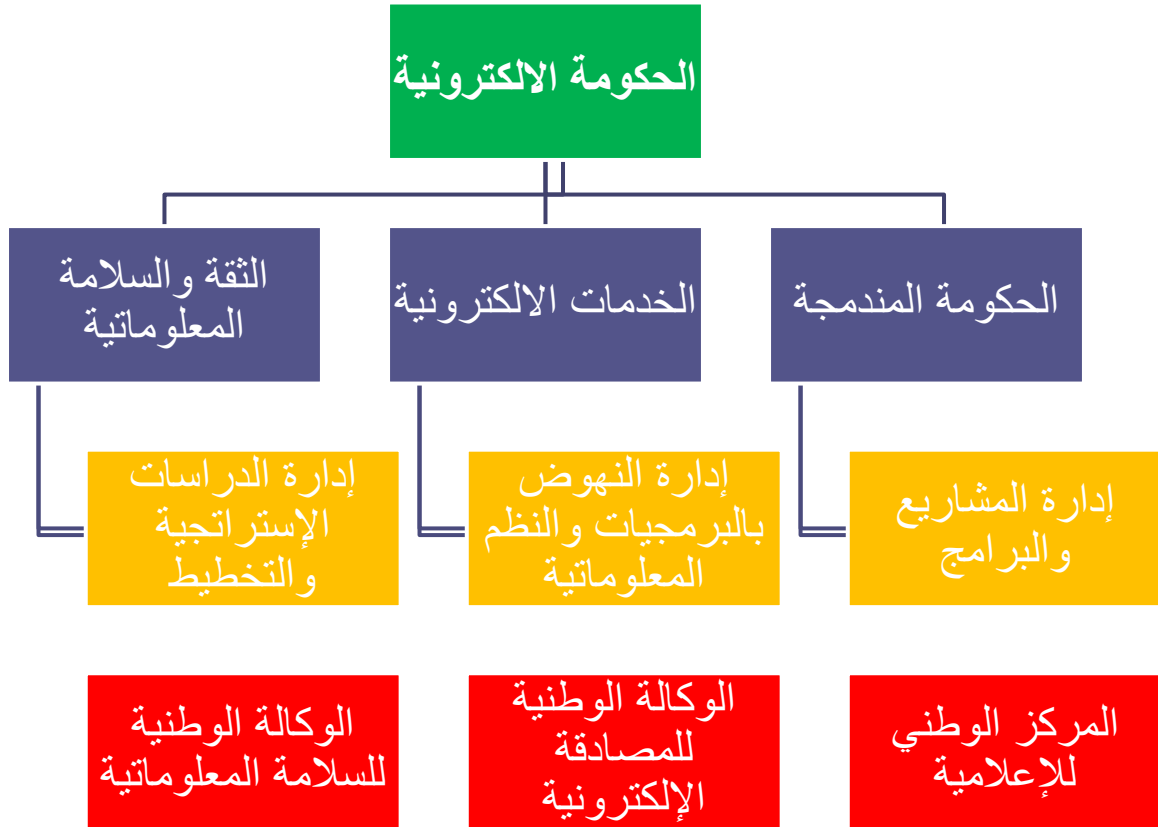 الحكومة الالكترونية
الحكومة المندمجة
الخدمات الالكترونية
الثقة والسلامة
المعلوماتية
إدارة المشاريع
والبرامج
إدارة النهوض
بالبرمجيات والنظم
المعلوماتية
إدارة الدراسات
الإستراتجية
والتخطيط
المركز الوطني
للإعلامية
الوكالة الوطنية
للمصادقة
الإلكترونية
الوكالة الوطنية
للسلامة المعلوماتية